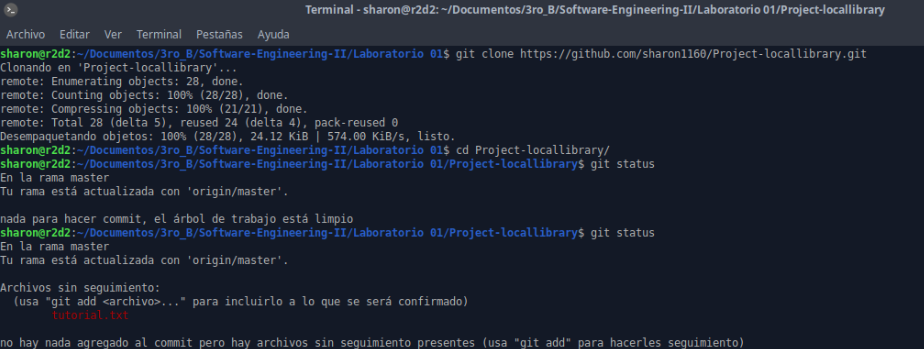 Terminal - sharon@r2d2: ~/Documentos/3ro_B/Software-Engineering-II/Laboratorio 01/Project-locallibrary
Archivo Editar Ver Terminal Pestañas Ayuda
sharon@r2d2:~/Documentos/3ro_B/Software-Engineering-II/Laboratorio 01$ git clone https://github.com/sharon1160/Project-locallibrary.git
Clonando en 'Project-locallibrary'...
remote: Enumerating objects: 28, done.
remote: Counting objects: 100% (28/28), done.
remote: Compressing objects: 100% (21/21), done.
remote: Total 28 (delta 5), reused 24 (delta 4), pack-reused 0
Desempaquetando objetos: 100% (28/28), 24.12 KiB | 574.00 KiB/s, listo.
sharon@r2d2:~/Documentos/3ro_B/Software-Engineering-II/Laboratorio 01$ cd Project-locallibrary/
sharon@r2d2:~/Documentos/3ro_B/Software-Engineering-II/Laboratorio 01/Project-locallibrary$ git status
En la rama master
Tu rama está actualizada con 'origin/master'.
nada para hacer commit, el árbol de trabajo está limpio
sharon@r2d2:~/Documentos/3ro_B/Software-Engineering-II/Laboratorio 01/Project-locallibrary$ git status
En la rama master
Tu rama está actualizada con 'origin/master'.
Archivos sin seguimiento:
(usa "git add <archivo>..." para incluirlo a lo que se será confirmado)
tutorial.txt
no hay nada agregado al commit pero hay archivos sin seguimiento presentes (usa "git add" para hacerles seguimiento)